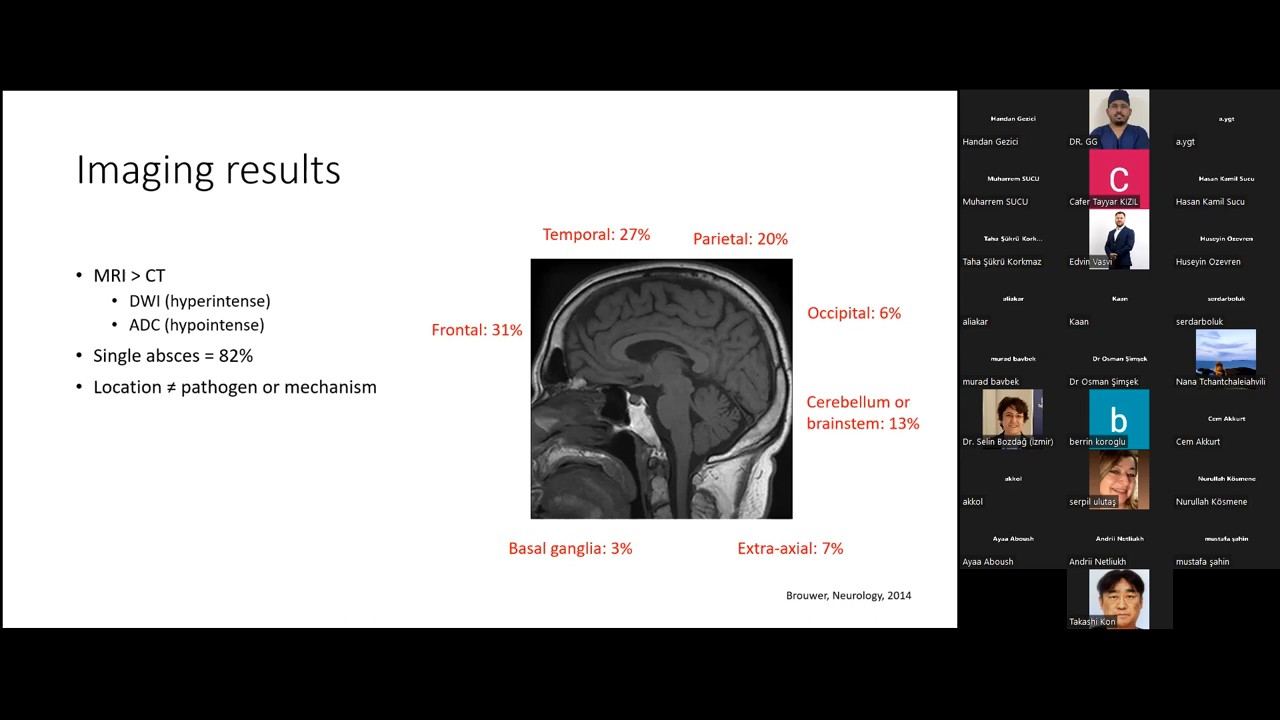 Imaging results
• MRI > CT
• DWI (hyperintense)
• ADC (hypointense)
• Single absces = 82%
• Location ≠ pathogen or mechanism
Temporal: 27%
Parietal: 20%
Frontal: 31%
Occipital: 6%
Cerebellum or
brainstem: 13%
Basal ganglia: 3%
Extra-axial: 7%
Brouwer, Neurology, 2014
Handan Gezici
Handan Gezici
DR. GG
a.ygt
a.ygt
Muharrem SUCU
Muharrem SUCU
C
Cafer Tayyar KIZIL
Hasan Kamil Sucu
Hasan Kamil Sucu
Taha Şükrü Kork...
Taha Şükrü Korkmaz
Edvin Vasvi
Huseyin Ozevren
Huseyin Ozevren
aliakar
aliakar
Kaan
Kaan
serdarboluk
serdarboluk
murad bavbek
murad bavbek
Dr Osman Şimşek
Dr Osman Şimşek
Nana Tchantchaleiahvili
Dr. Selin Bozdağ (İzmir)
b
berrin koroglu
Cem Akkurt
Cem Akkurt
akkol
akkol
serpil ulutaş
Nurullah Kösmene
Nurullah Kösmene
Ayaa Aboush
Ayaa Aboush
Andrii Netliukh
Andrii Netliukh
mustafa şahin
mustafa şahin
Takashi Kon